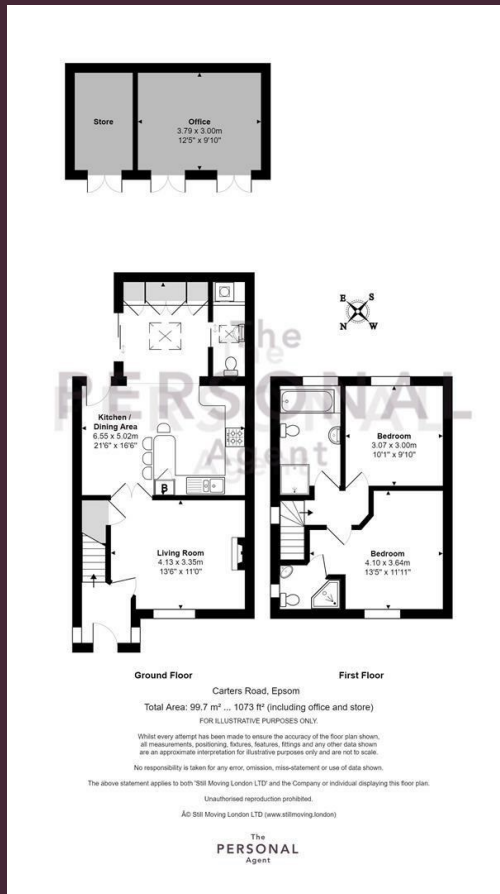 Store
Office
3.79 x 3.00m
12'5" x 9'10"
E S
N W
The
PERSONAL
Agent
Kitchen /
Dining Area
6.55 x 5.02m
21'6" x 16'6"
B
Bedroom
3.07 x 3.00m
10'1" x 9'10"
Living Room
4.13 x 3.35m
13'6" x 11'0"
Bedroom
4.10 x 3.64m
13'5" x 11'11"
Ground Floor
First Floor
Carters Road, Epsom
Total Area: 99.7 m² ... 1073 ft² (including office and store)
FOR ILLUSTRATIVE PURPOSES ONLY.
Whilst every attempt has been made to ensure the accuracy of the floor plan shown,
all measurements, positioning, fixtures, features, fittings and any other data shown
are an approximate interpretation for illustrative purposes only and are not to scale.
No responsibility is taken for any error, omission, miss-statement or use of data shown.
The above statement applies to both 'Still Moving London LTD' and the Company or individual displaying this floor plan.
Unauthorised reproduction prohibited.
Â© Still Moving London LTD (www.stillmoving.london)
The
PERSONAL
Agent